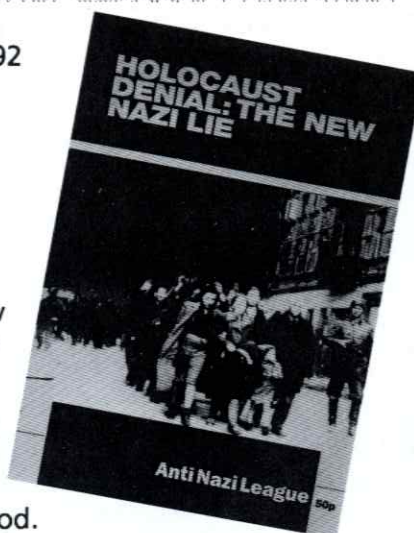 92
HOLOCAUST
DENIAL: THE NEW
NAZI LIE
y
Anti Nazi League
50p
od.